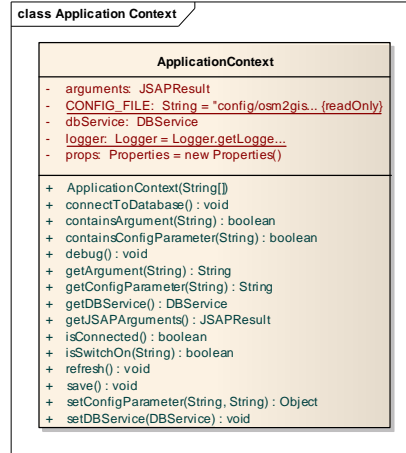 class Application Context
ApplicationContext
- arguments: JSAPResult
- CONFIG_FILE: String = "config/osm2gis... {readOnly}
- dbService: DBService
- logger: Logger = Logger.getLogge...
- props: Properties = new Properties()
+ ApplicationContext(String[])
+ connectToDatabase() : void
+ containsArgument(String) : boolean
+ containsConfigParameter(String) : boolean
+ debug() : void
+ getArgument(String) : String
+ getConfigParameter(String) : String
+ getDBService() : DBService
+ getJSAPArguments() : JSAPResult
+ isConnected() : boolean
+ isSwitchOn(String) : boolean
+ refresh() : void
+ save() : void
+ setConfigParameter(String, String) : Object
+ setDBService(DBService) : void